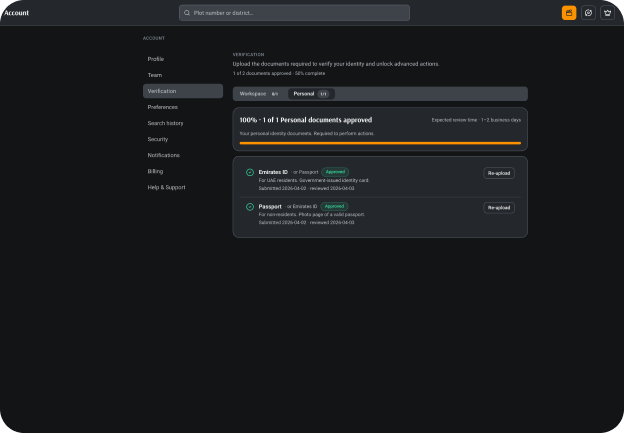 Account
Plot number or district...
ACCOUNT
Profile
Team
Verification
Preferences
Search history
Security
Notifications
Billing
Help & Support
VERIFICATION
Upload the documents required to verify your identity and unlock advanced actions.
1 of 2 documents approved · 50% complete
Workspace 0/1 Personal 1/1
100% · 1 of 1 Personal documents approved
Expected review time · 1–2 business days
Your personal identity documents. Required to perform actions.
Emirates ID · or Passport Approved
Re-upload
For UAE residents. Government-issued identity card.
Submitted 2026-04-02 · reviewed 2026-04-03
Passport · or Emirates ID Approved
Re-upload
For non-residents. Photo page of a valid passport.
Submitted 2026-04-02 · reviewed 2026-04-03